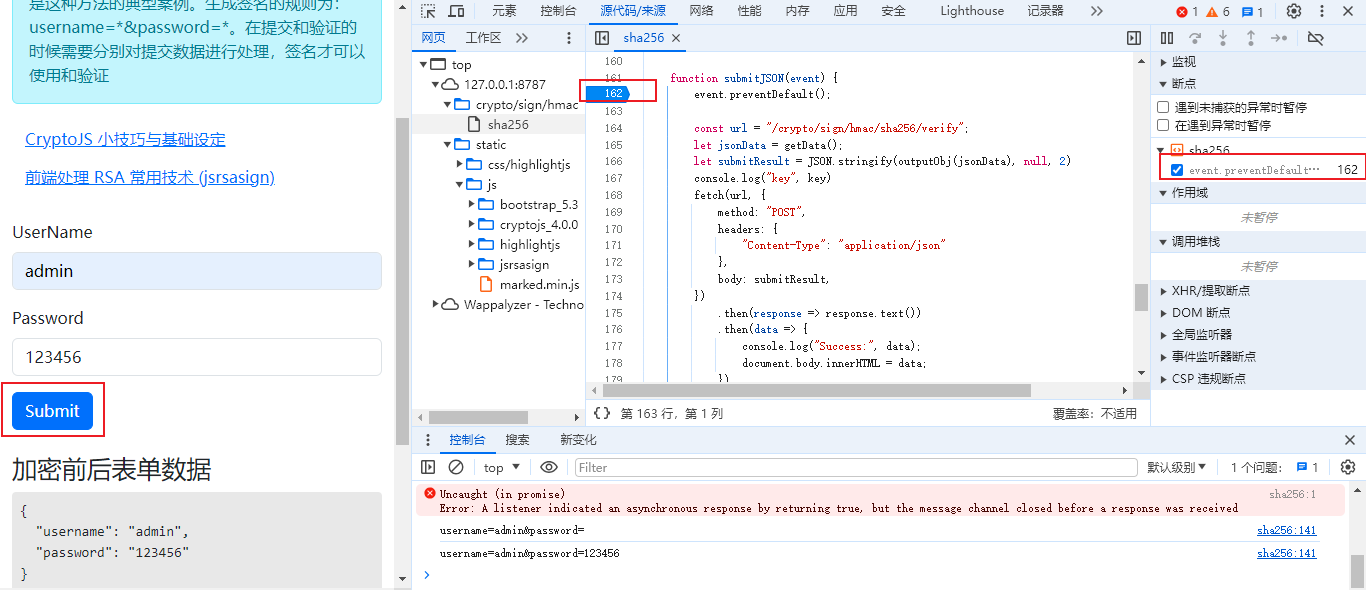 是这种方法的典型案例。生成签名的规则为：
username=*&password=*。在提交和验证的
时候需要分别对提交数据进行处理，签名才可以
使用和验证
CryptoJS 小技巧与基础设定
前端处理 RSA 常用技术 (jsrsasign)
UserName
admin
Password
123456
Submit
加密前后表单数据
{
"username": "admin",
"password": "123456"
}
元素 控制台 源代码/来源 网络 性能 内存 应用 安全 Lighthouse 记录器 1 6 1
网页 工作区
top
127.0.0.1:8787
crypto/sign/hmac
sha256
static
css/highlightjs
js
bootstrap_5.3
cryptojs_4.0.0
highlightjs
jsrsasign
marked.min.js
Wappalyzer - Techno
sha256
160
161 function submitJSON(event) {
162 event.preventDefault();
163
164 const url = "/crypto/sign/hmac/sha256/verify";
165 let jsonData = getData();
166 let submitResult = JSON.stringify(outputObj(jsonData), null, 2)
167 console.log("key", key)
168 fetch(url, {
169 method: "POST",
170 headers: {
171 "Content-Type": "application/json"
172 },
173 body: submitResult,
174 })
175 .then(response => response.text())
176 .then(data => {
177 console.log("Success:", data);
178 document.body.innerHTML = data;
179 })
{} 第 163 行，第 1 列 覆盖率：不适用
监视
断点
遇到未捕获的异常时暂停
在遇到异常时暂停
sha256
event.preventDefault… 162
作用域
未暂停
调用堆栈
未暂停
XHR/提取断点
DOM 断点
全局监听器
事件监听器断点
CSP 违规断点
控制台 搜索 新变化
top Filter 默认级别 1 个问题: 1
Uncaught (in promise) sha256:1
Error: A listener indicated an asynchronous response by returning true, but the message channel closed before a response was received
username=admin&password= sha256:141
username=admin&password=123456 sha256:141